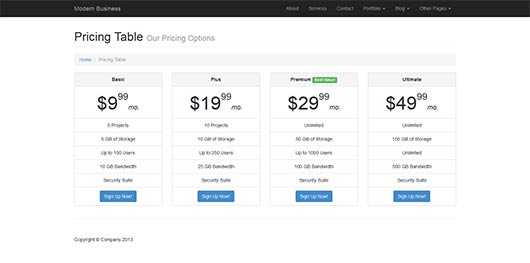 Modern Business About Services Contact Portfolio Blog Other Pages
Pricing Table Our Pricing Options
Home / Pricing Table
Basic
$9.99 mo.
5 Projects
5 GB of Storage
Up to 100 Users
10 GB Bandwidth
Security Suite
Sign Up Now!
Plus
$19.99 mo.
10 Projects
10 GB of Storage
Up to 250 Users
25 GB Bandwidth
Security Suite
Sign Up Now!
Premium Best Value!
$29.99 mo.
Unlimited
50 GB of Storage
Up to 1000 Users
100 GB Bandwidth
Security Suite
Sign Up Now!
Ultimate
$49.99 mo.
Unlimited
150 GB of Storage
Unlimited
500 GB Bandwidth
Security Suite
Sign Up Now!
Copyright © Company 2013